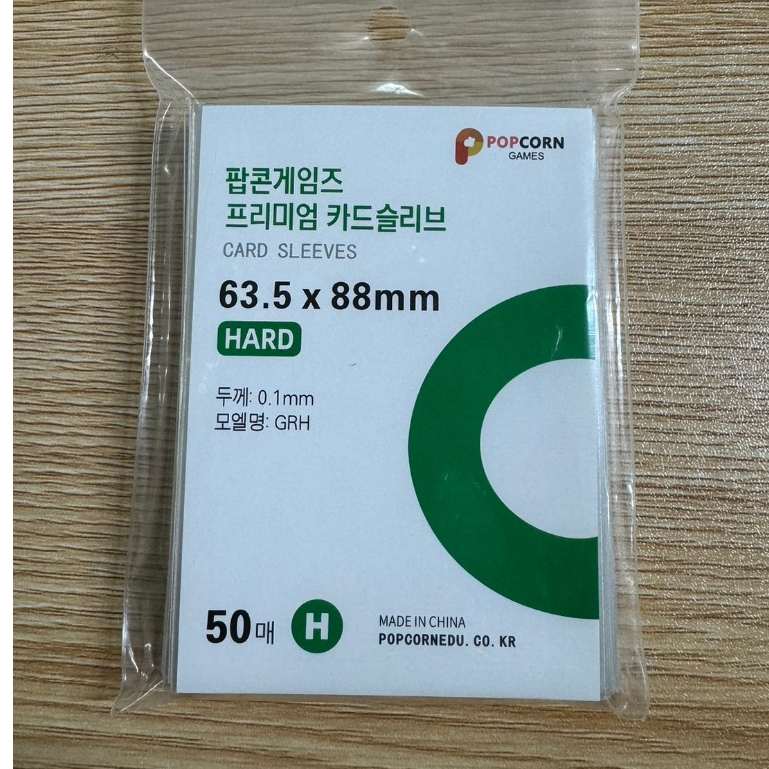 POPCORN
GAMES
팝콘게임즈
프리미엄 카드슬리브
CARD SLEEVES
63.5 x 88mm
HARD
두께: 0.1mm
모엘명: GRH
50매 H
MADE IN CHINA
POPCORNEDU. CO. KR